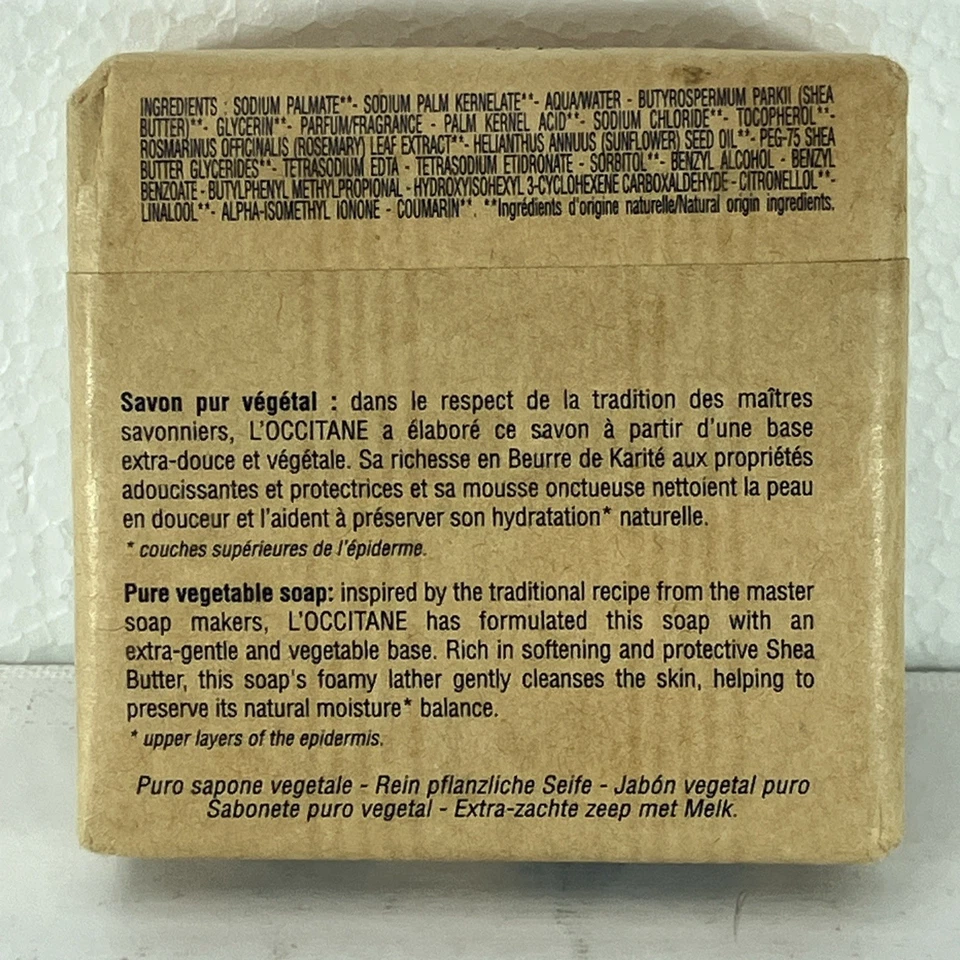 INGREDIENTS : SODIUM PALMATE**- SODIUM PALM KERNELATE**- AQUA/WATER - BUTYROSPERMUM PARKII (SHEA
BUTTER)**- GLYCERIN**- PARFUM/FRAGRANCE - PALM KERNEL ACID**- SODIUM CHLORIDE**- TOCOPHEROL**-
ROSMARINUS OFFICINALIS (ROSEMARY) LEAF EXTRACT**- HELIANTHUS ANNUUS (SUNFLOWER) SEED OIL**- PEG-75 SHEA
BUTTER GLYCERIDES**- TETRASODIUM EDTA - TETRASODIUM ETIDRONATE - SORBITOL**- BENZYL ALCOHOL - BENZYL
BENZOATE - BUTYLPHENYL METHYLPROPIONAL - HYDROXYISOHEXYL 3-CYCLOHEXENE CARBOXALDEHYDE - CITRONELLOL**-
LINALOOL**- ALPHA-ISOMETHYL IONONE - COUMARIN**. **Ingrédients d'origine naturelle/Natural origin ingredients.
Savon pur végétal : dans le respect de la tradition des maîtres
savonniers, L'OCCITANE a élaboré ce savon à partir d'une base
extra-douce et végétale. Sa richesse en Beurre de Karité aux propriétés
adoucissantes et protectrices et sa mousse onctueuse nettoient la peau
en douceur et l'aident à préserver son hydratation* naturelle.
* couches supérieures de l'épiderme.
Pure vegetable soap: inspired by the traditional recipe from the master
soap makers, L'OCCITANE has formulated this soap with an
extra-gentle and vegetable base. Rich in softening and protective Shea
Butter, this soap's foamy lather gently cleanses the skin, helping to
preserve its natural moisture* balance.
* upper layers of the epidermis.
Puro sapone vegetale - Rein pflanzliche Seife - Jabón vegetal puro
Sabonete puro vegetal - Extra-zachte zeep met Melk.